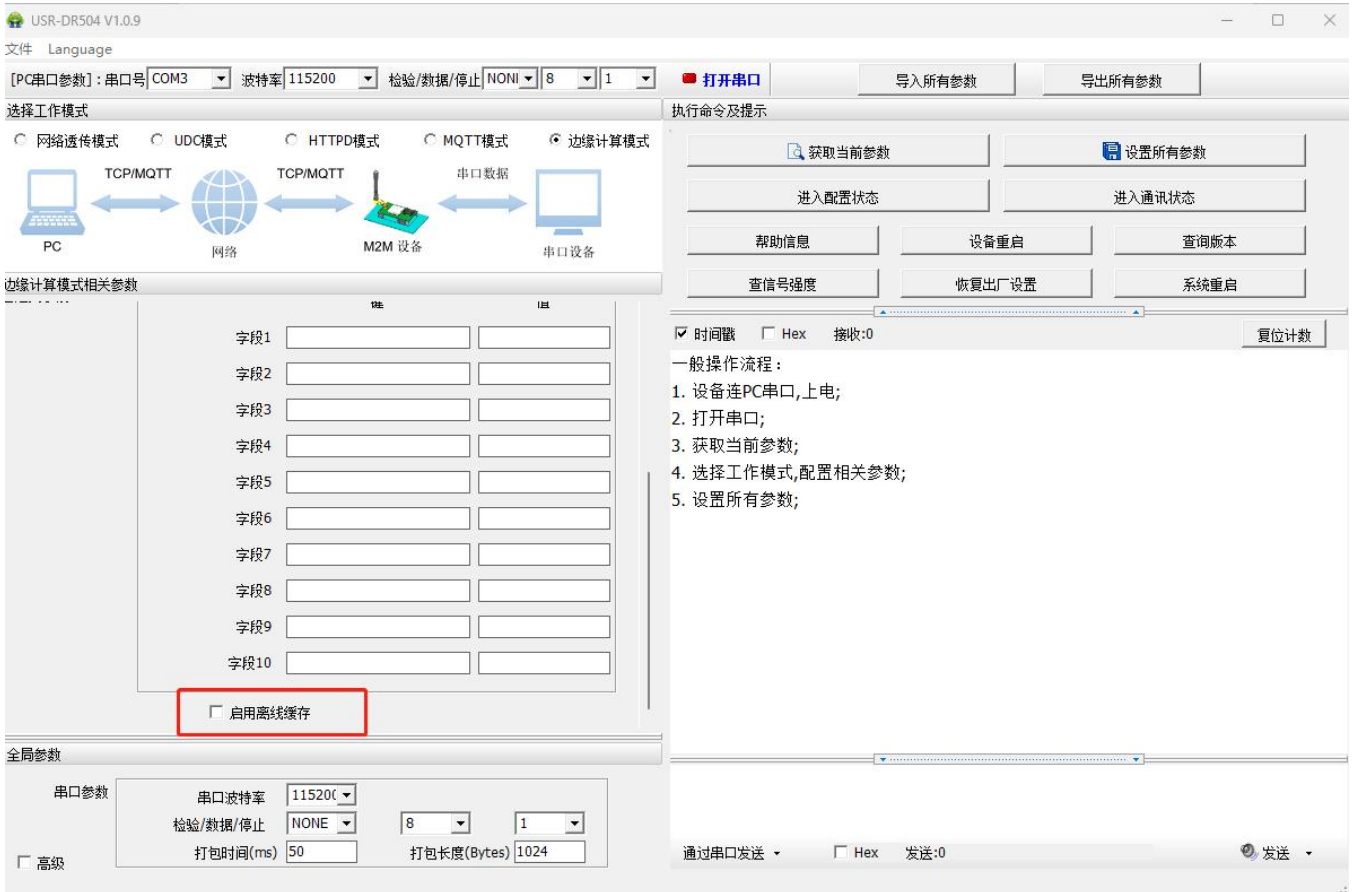 USR-DR504 V1.0.9
文件 Language
[PC串口参数]：串口号 COM3 波特率 115200 检验/数据/停止 NONI 8 1 打开串口 导入所有参数 导出所有参数
选择工作模式
网络透传模式 UDC模式 HTTPD模式 MQTT模式 边缘计算模式
TCP/MQTT TCP/MQTT 串口数据
PC 网络 M2M 设备 串口设备
边缘计算模式相关参数
键 值
字段1
字段2
字段3
字段4
字段5
字段6
字段7
字段8
字段9
字段10
启用离线缓存
全局参数
串口参数 串口波特率 11520(
检验/数据/停止 NONE 8 1
打包时间(ms) 50 打包长度(Bytes) 1024
高级
执行命令及提示
获取当前参数 设置所有参数
进入配置状态 进入通讯状态
帮助信息 设备重启 查询版本
查信号强度 恢复出厂设置 系统重启
时间戳 Hex 接收:0 复位计数
一般操作流程：
1. 设备连PC串口,上电;
2. 打开串口;
3. 获取当前参数;
4. 选择工作模式,配置相关参数;
5. 设置所有参数;
通过串口发送 Hex 发送:0 发送